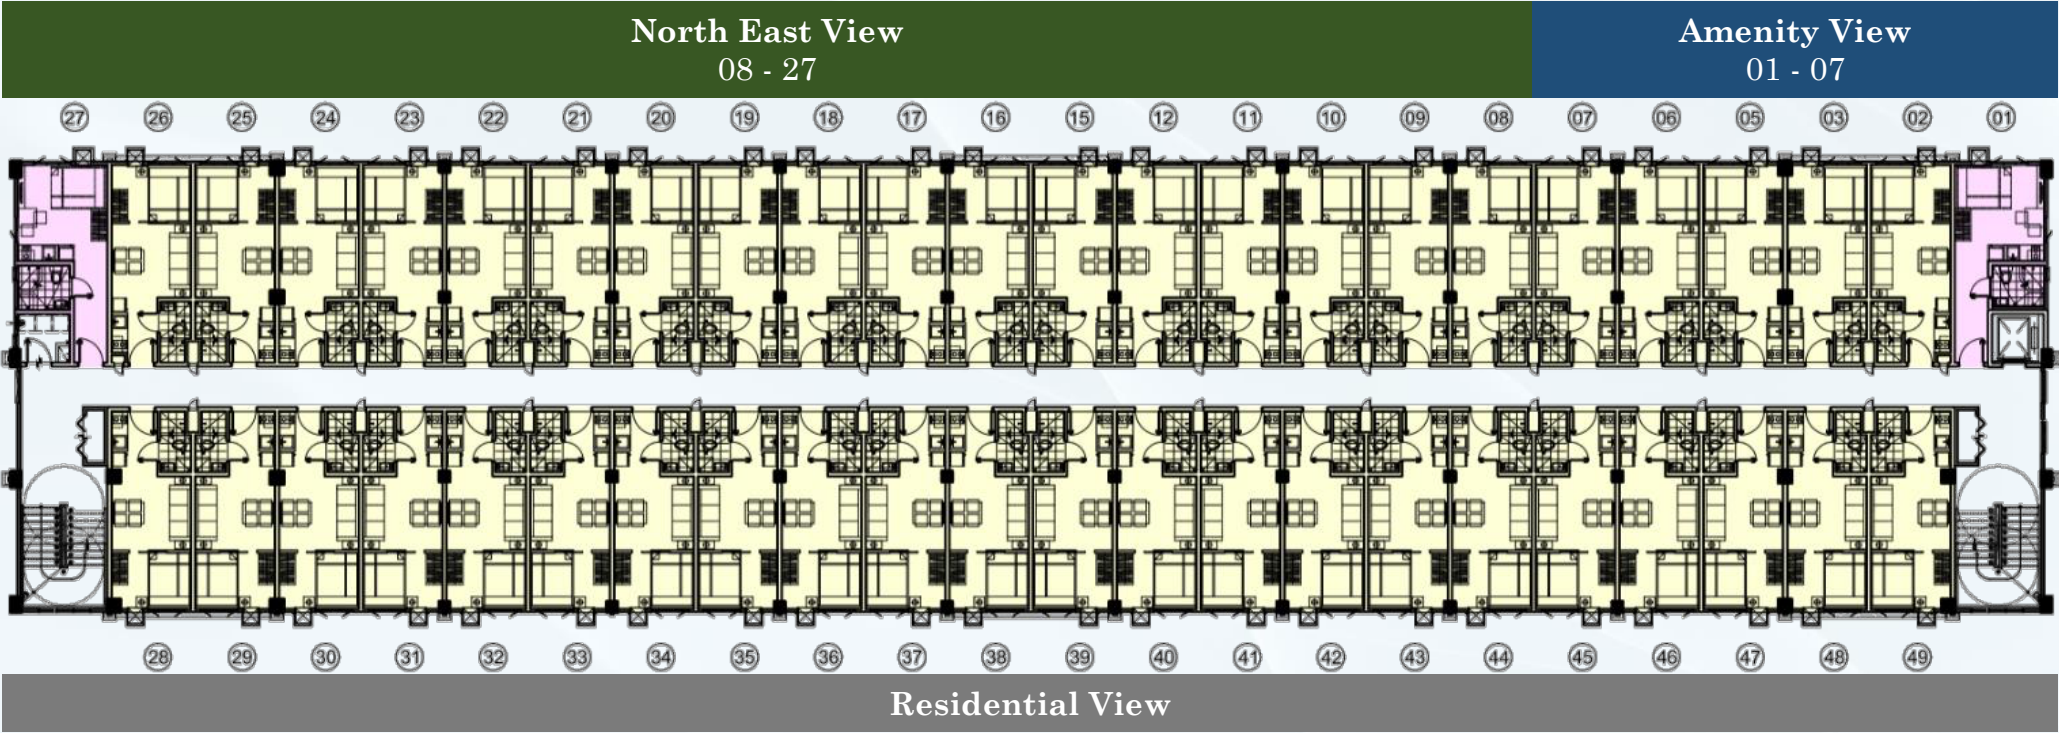 North East View
08 - 27
Amenity View
01 - 07
27 26 25 24 23 22 21 20 19 18 17 16 15 12 11 10 09 08 07 06 05 03 02 01
28 29 30 31 32 33 34 35 36 37 38 39 40 41 42 43 44 45 46 47 48 49
Residential View